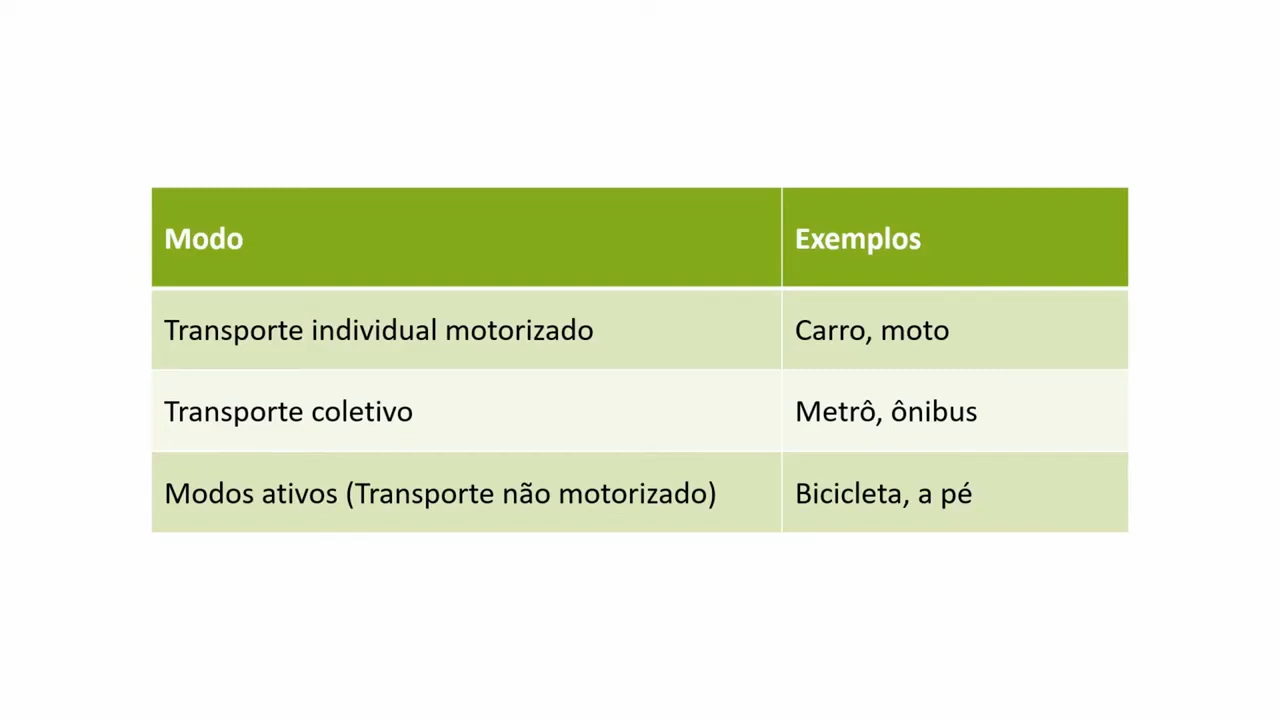 Modo Exemplos
Transporte individual motorizado Carro, moto
Transporte coletivo Metrô, ônibus
Modos ativos (Transporte não motorizado) Bicicleta, a pé